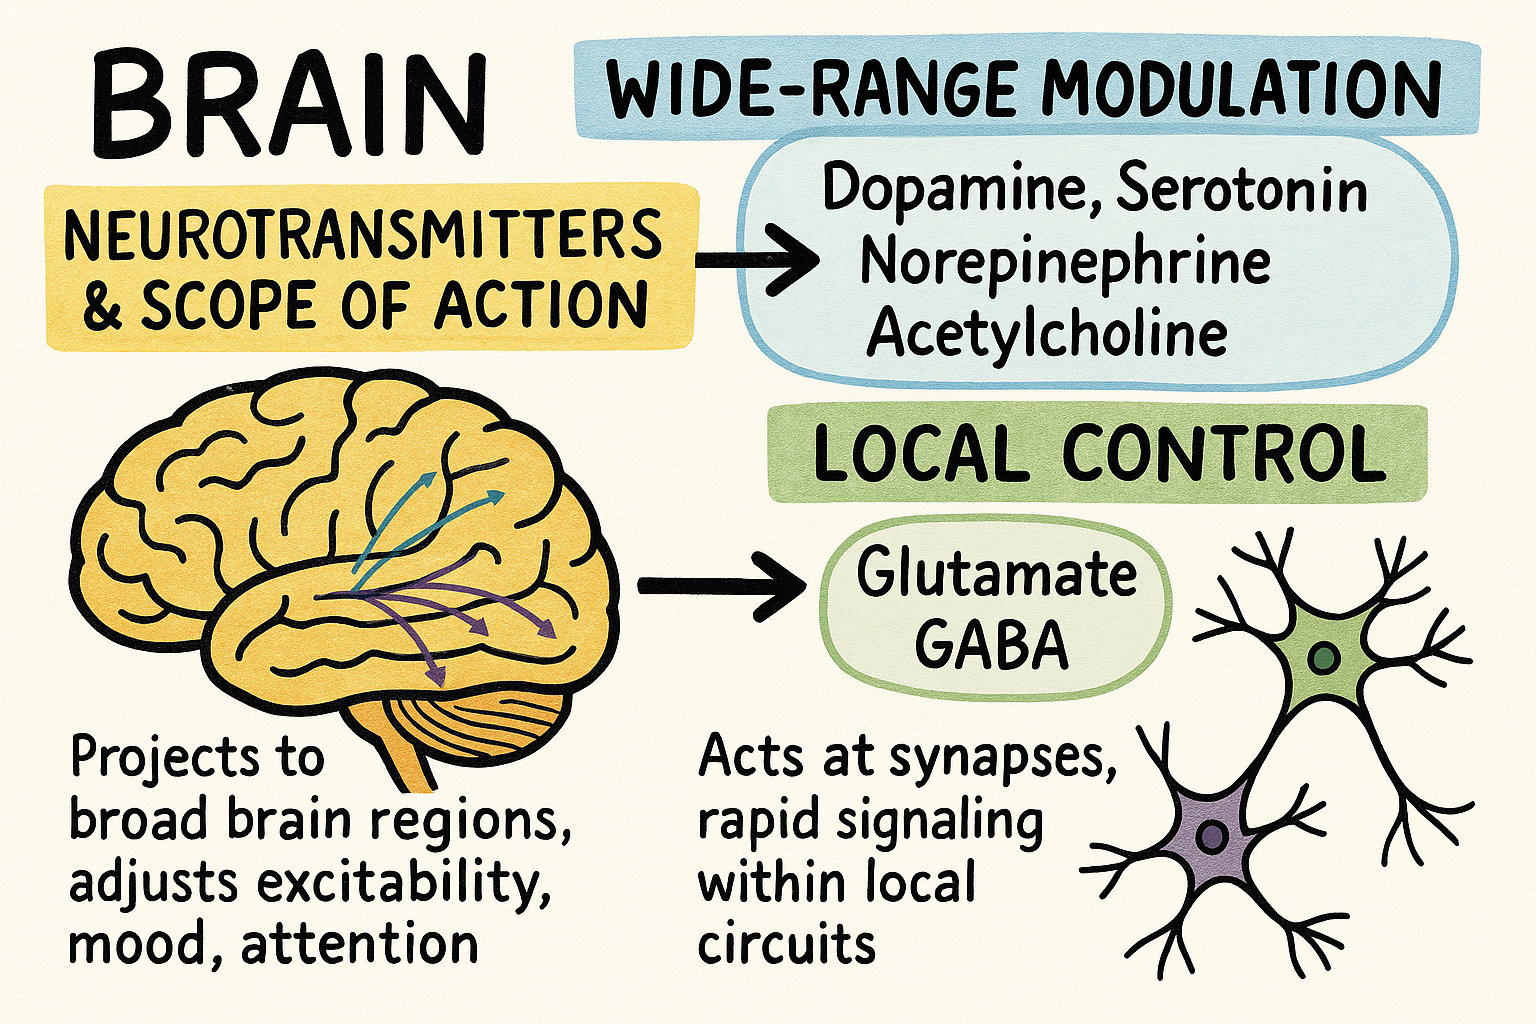 BRAIN
NEUROTRANSMITTERS
& SCOPE OF ACTION
WIDE-RANGE MODULATION
Dopamine, Serotonin
Norepinephrine
Acetylcholine
LOCAL CONTROL
Glutamate
GABA
Projects to
broad brain regions,
adjusts excitability,
mood, attention
Acts at synapses,
rapid signaling
within local
circuits